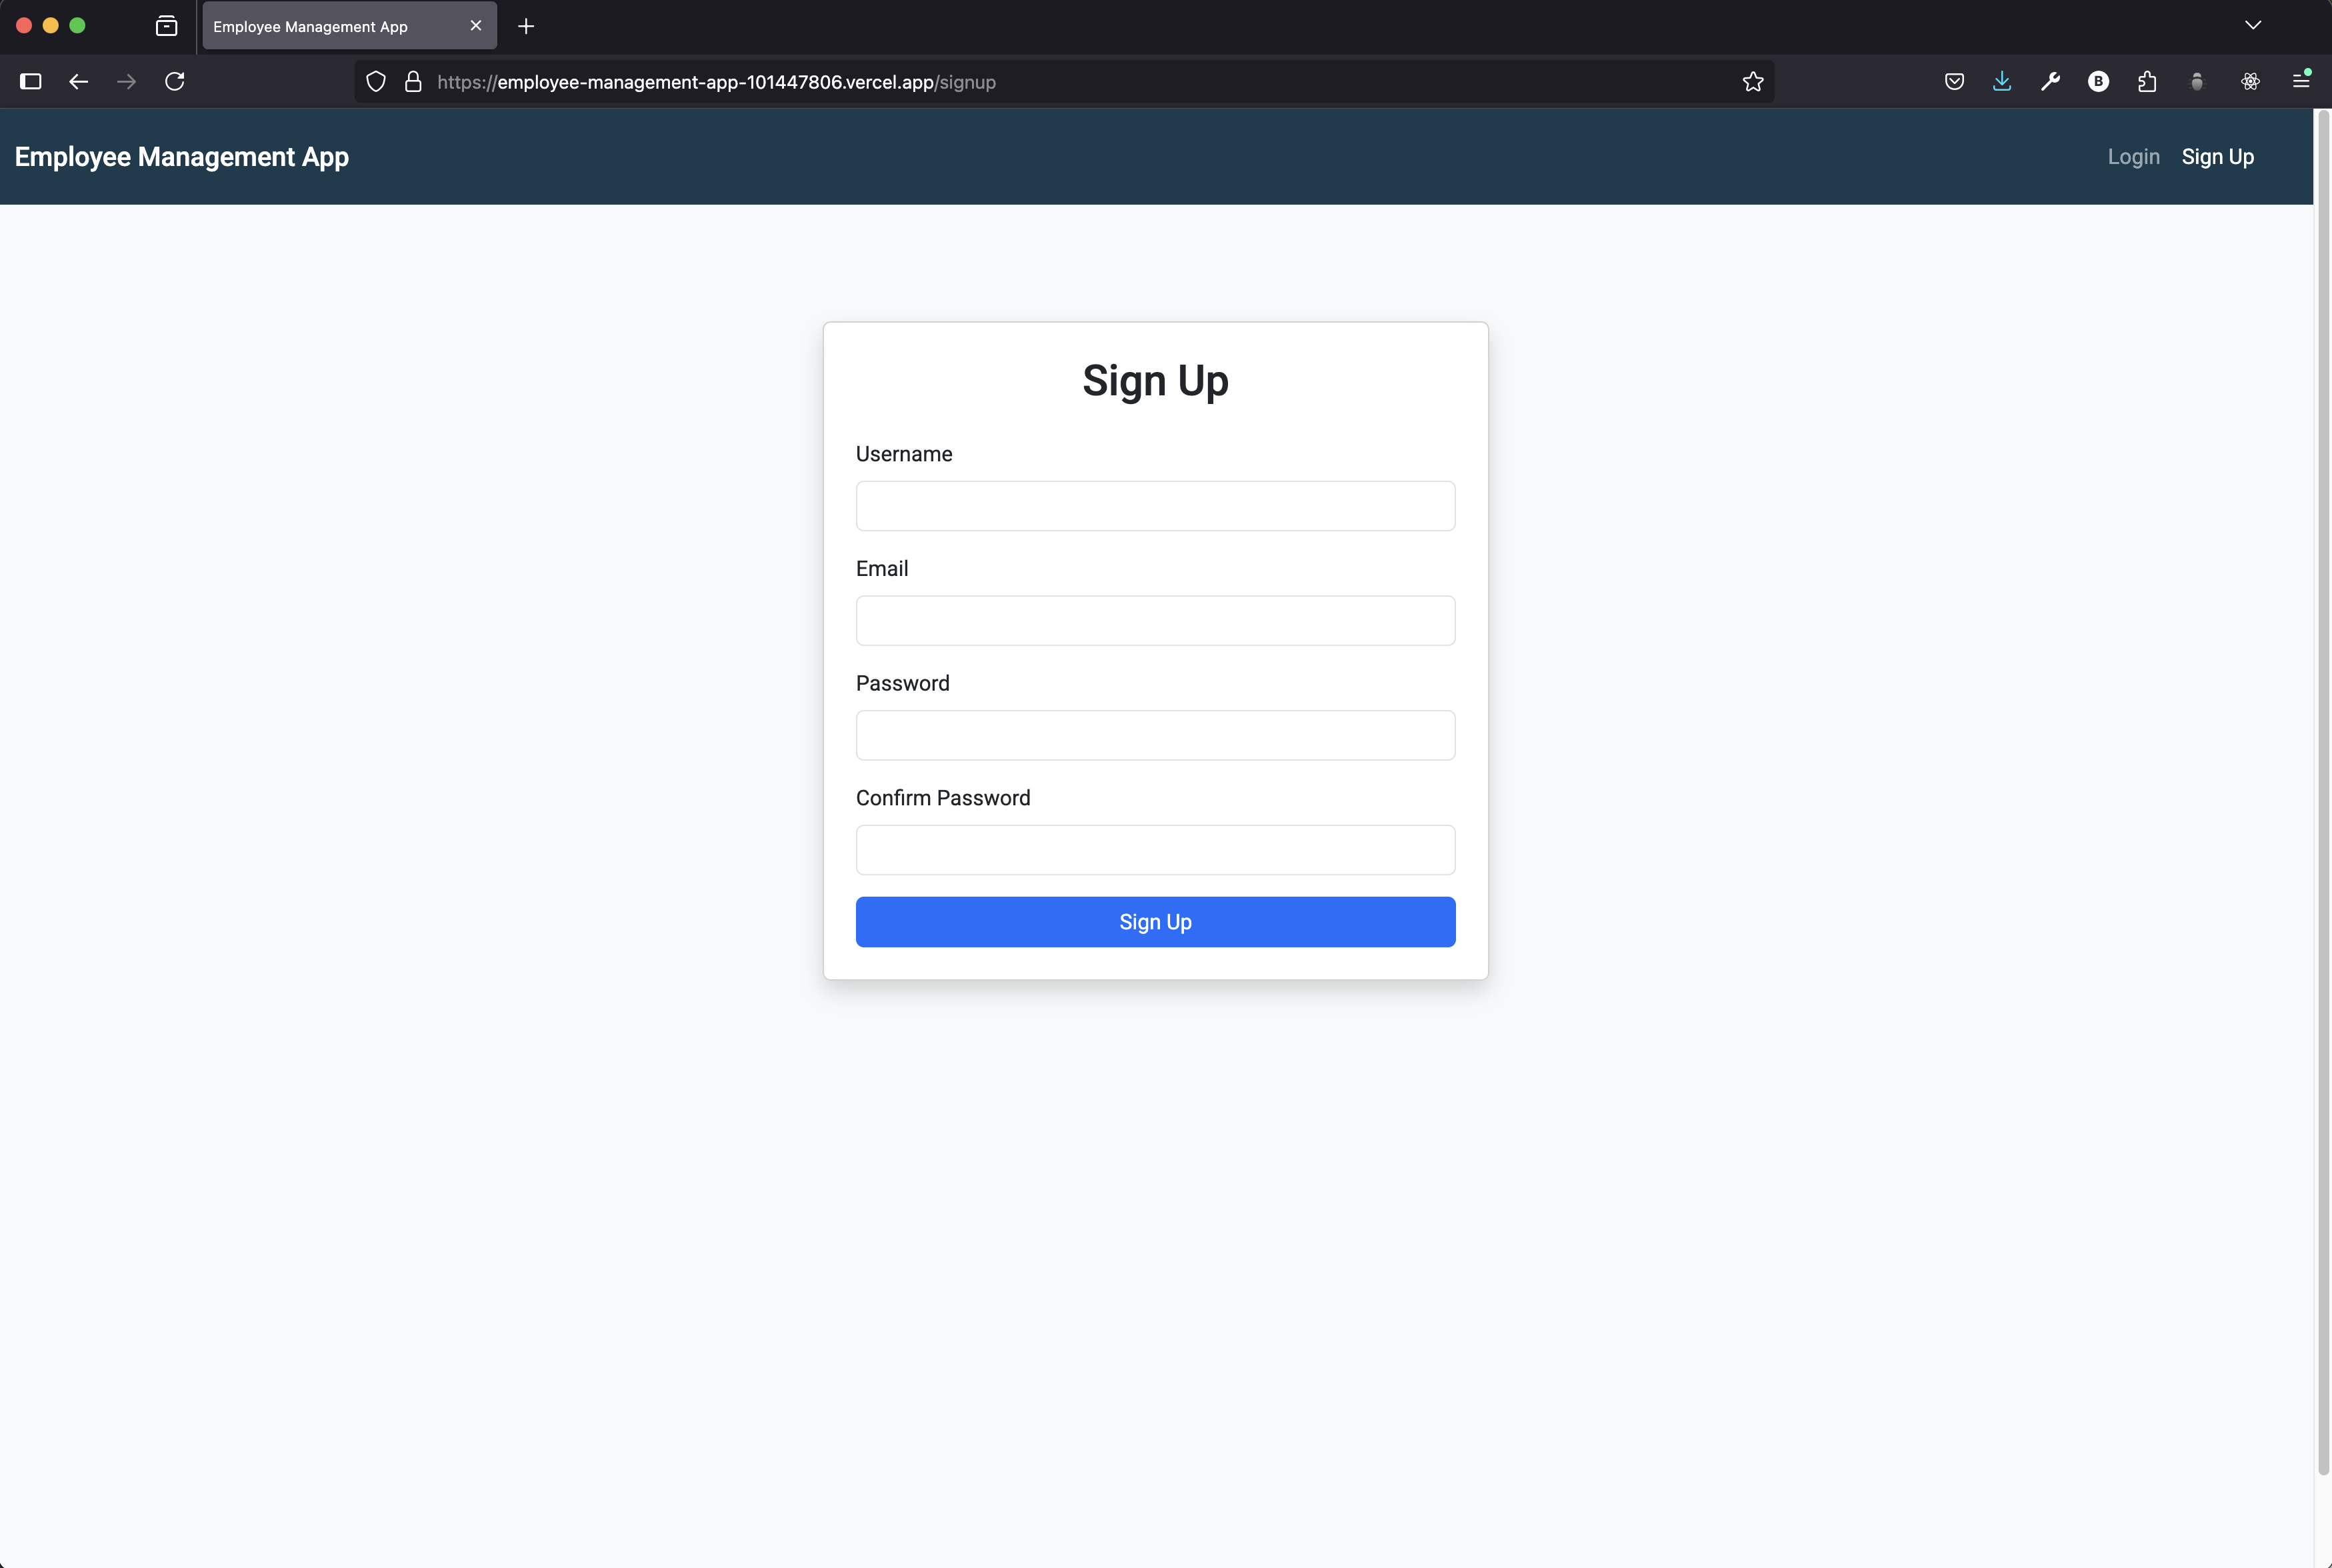 Employee Management App
https://employee-management-app-101447806.vercel.app/signup
B
Employee Management App
Login Sign Up
Sign Up
Username
Email
Password
Confirm Password
Sign Up